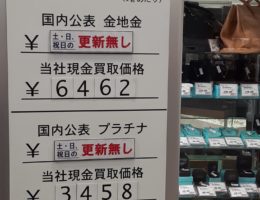 国内公表 金地金
¥ 土・日、祝日の 更新無し
当社現金買取価格
¥ 6462
国内公表 プラチナ
¥ 土・日、祝日の 更新無し
当社現金買取価格
¥ 3458